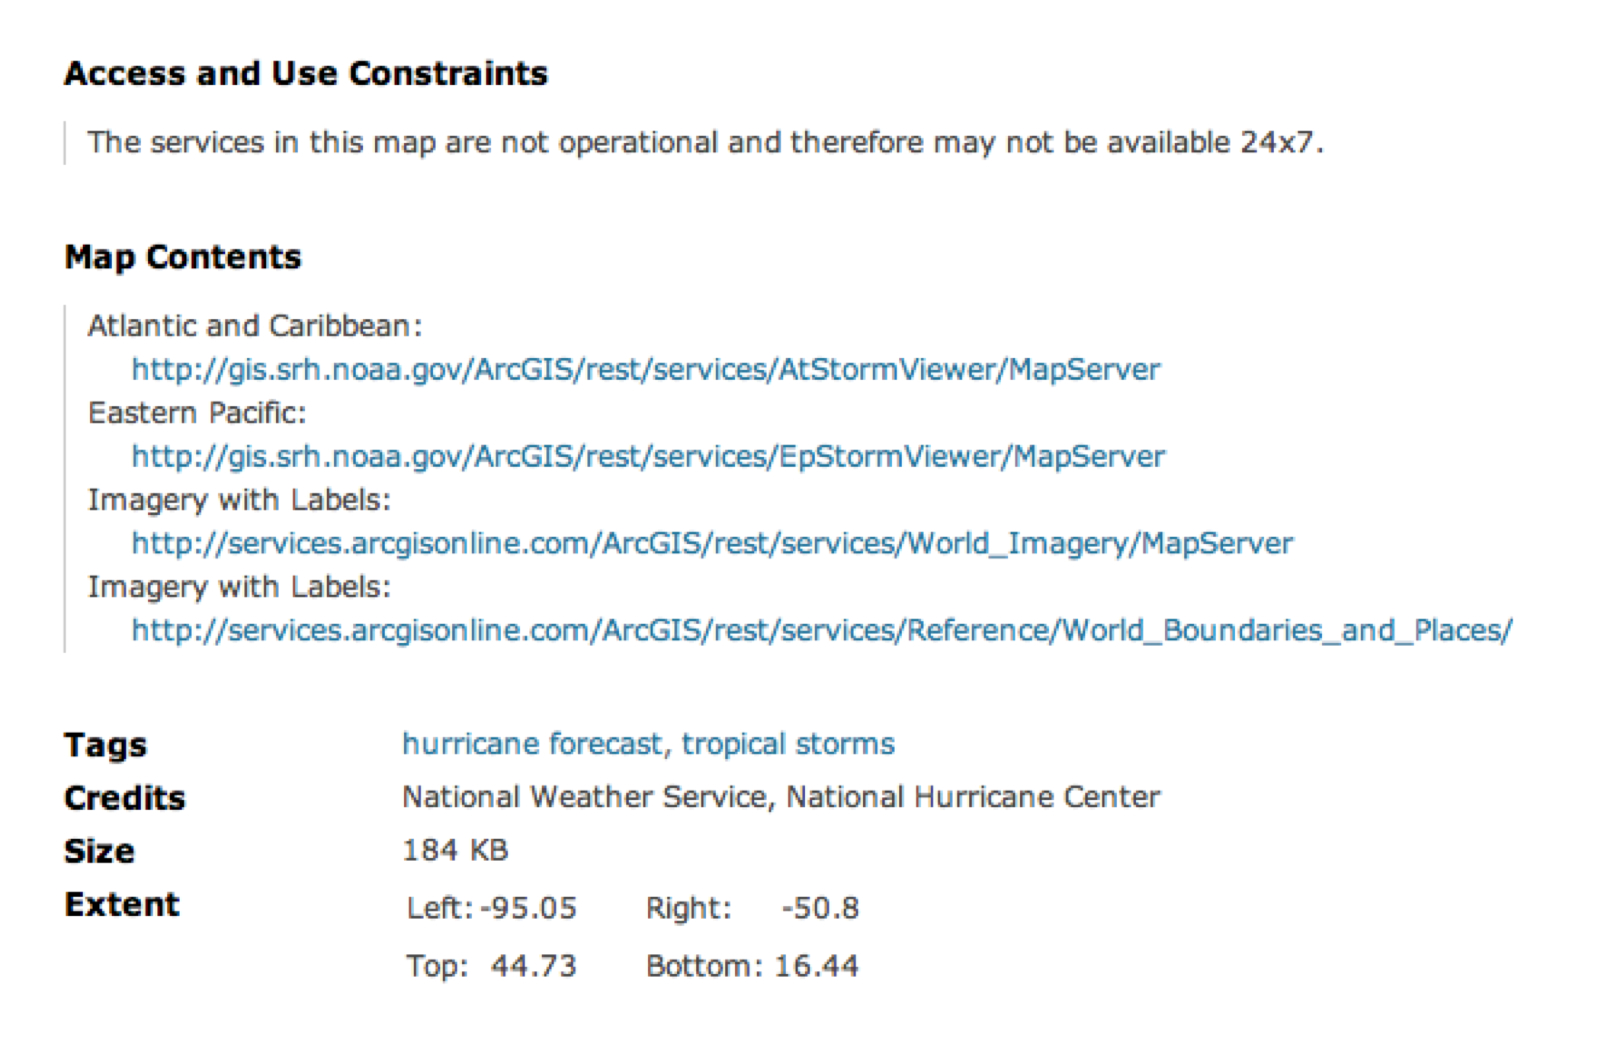 Access and Use Constraints
The services in this map are not operational and therefore may not be available 24x7.
Map Contents
Atlantic and Caribbean:
http://gis.srh.noaa.gov/ArcGIS/rest/services/AtStormViewer/MapServer
Eastern Pacific:
http://gis.srh.noaa.gov/ArcGIS/rest/services/EpStormViewer/MapServer
Imagery with Labels:
http://services.arcgisonline.com/ArcGIS/rest/services/World_Imagery/MapServer
Imagery with Labels:
http://services.arcgisonline.com/ArcGIS/rest/services/Reference/World_Boundaries_and_Places/
Tags hurricane forecast, tropical storms
Credits National Weather Service, National Hurricane Center
Size 184 KB
Extent Left: -95.05 Right: -50.8
Top: 44.73 Bottom: 16.44